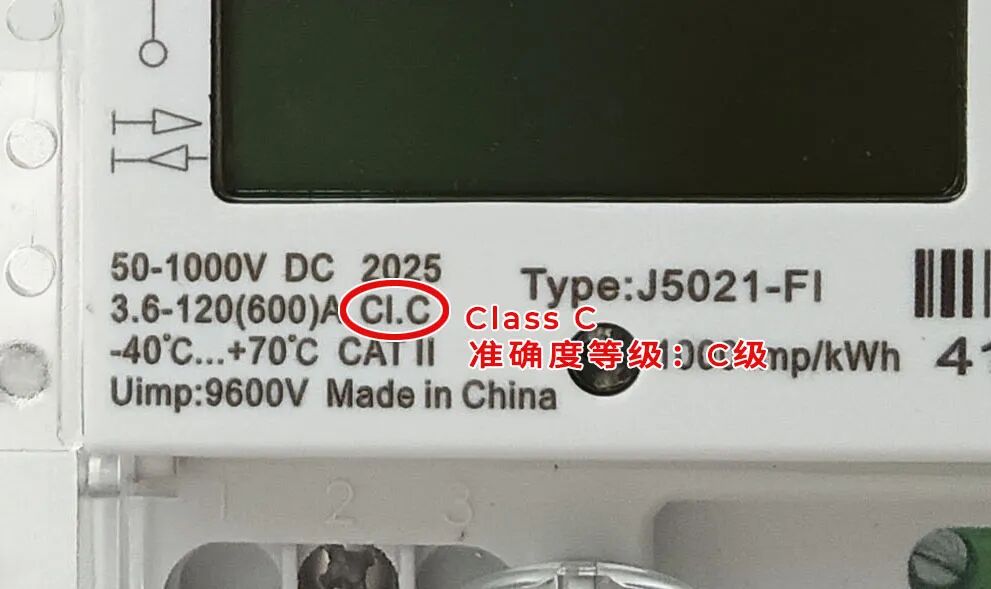 50-1000V DC 2025
3.6-120(600)A Cl.C
-40℃...+70℃ CAT II
Uimp:9600V Made in China
Type:J5021-FI
Class C
准确度等级：C级
mp/kWh
41
1 2 3